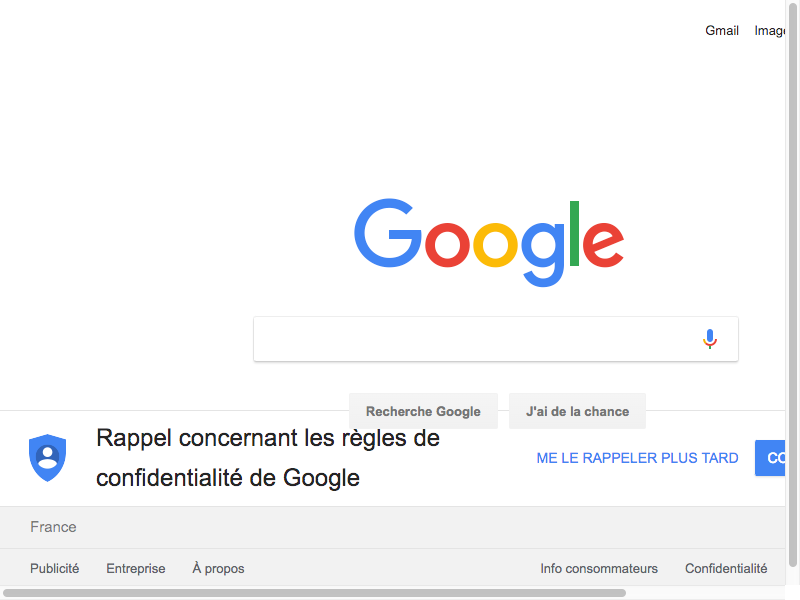 Gmail Image
Google
Recherche Google J'ai de la chance
Rappel concernant les règles de
confidentialité de Google
ME LE RAPPELER PLUS TARD CO
France
Publicité Entreprise À propos Info consommateurs Confidentialité